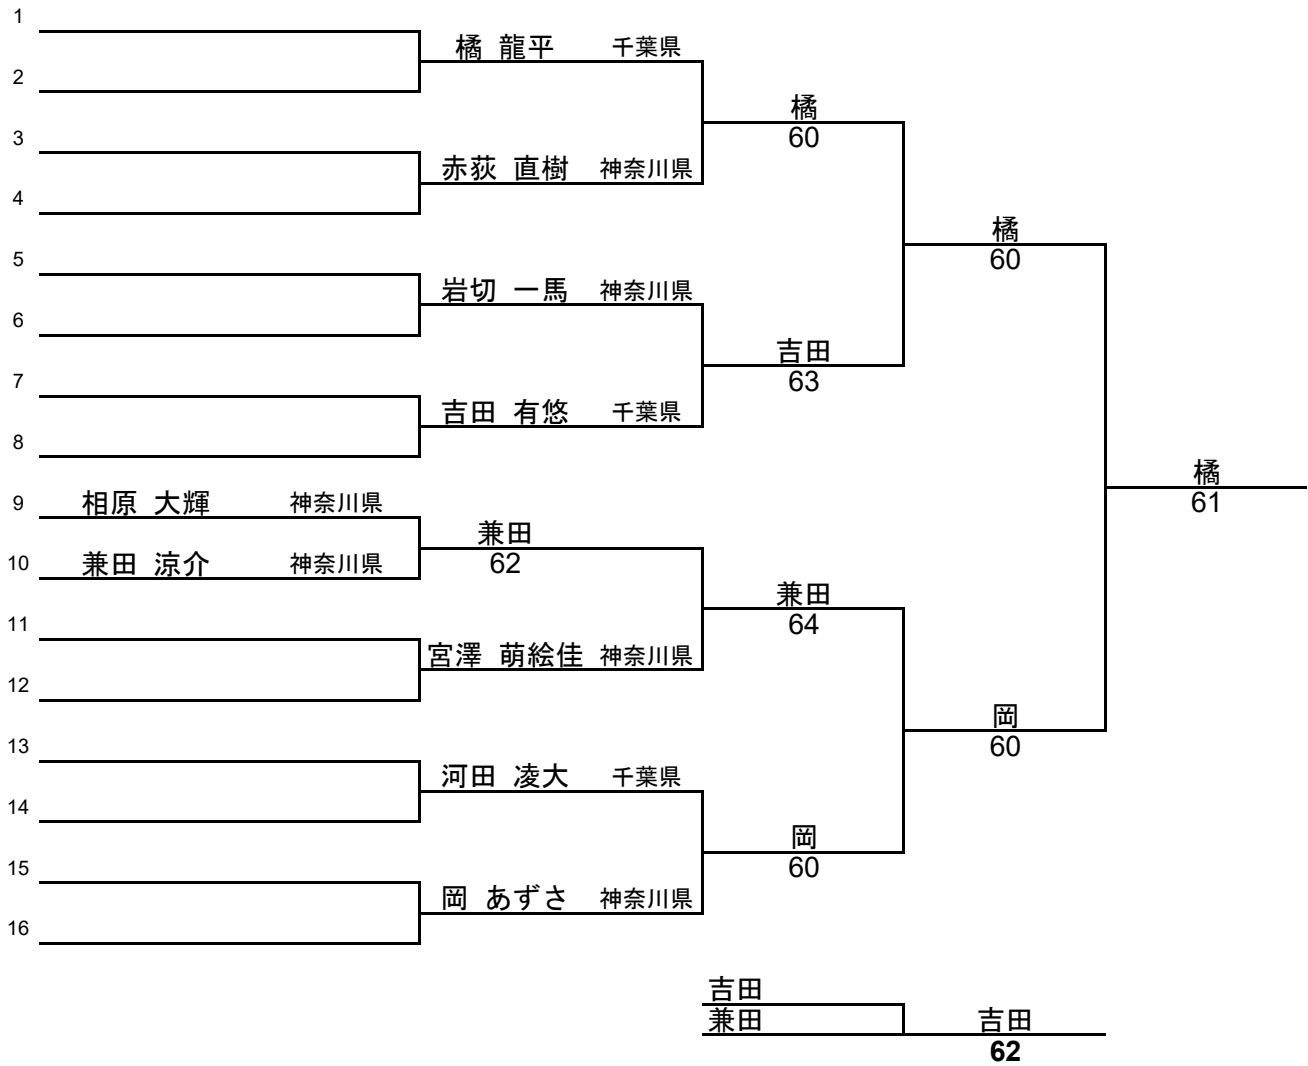 1
橘 龍平 千葉県
2
橘
60
3
赤荻 直樹 神奈川県
4
橘
60
5
岩切 一馬 神奈川県
6
吉田
63
7
吉田 有悠 千葉県
8
橘
61
9 相原 大輝 神奈川県
兼田
62
10 兼田 涼介 神奈川県
兼田
64
11
宮澤 萌絵佳 神奈川県
12
岡
60
13
河田 凌大 千葉県
14
岡
60
15
岡 あずさ 神奈川県
16
吉田
兼田
吉田
62